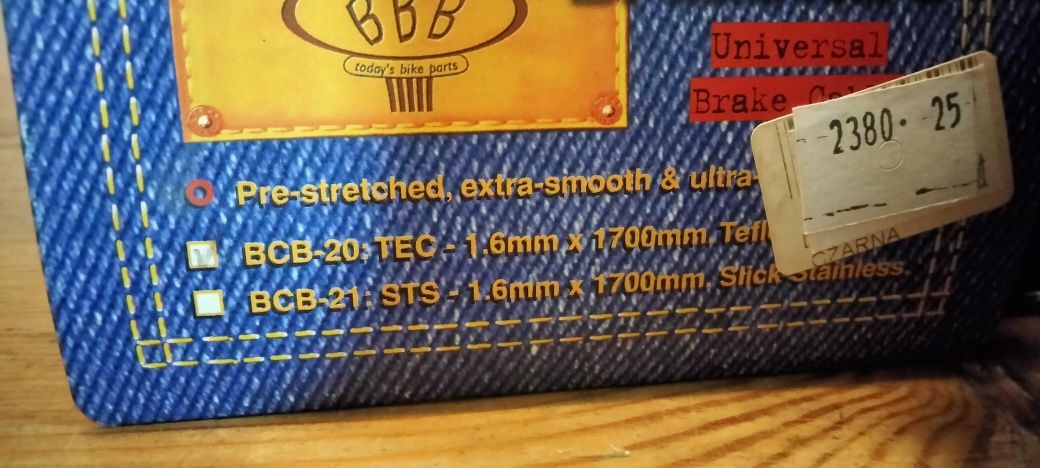 BBB
today's bike parts
Universal
Brake
2380. 25
Pre-stretched, extra-smooth & ultra-
BCB-20: TEC - 1.6mm x 1700mm. Tefl
CZARNA
BCB-21: STS - 1.6mm x 1700mm. Slick Stainless.